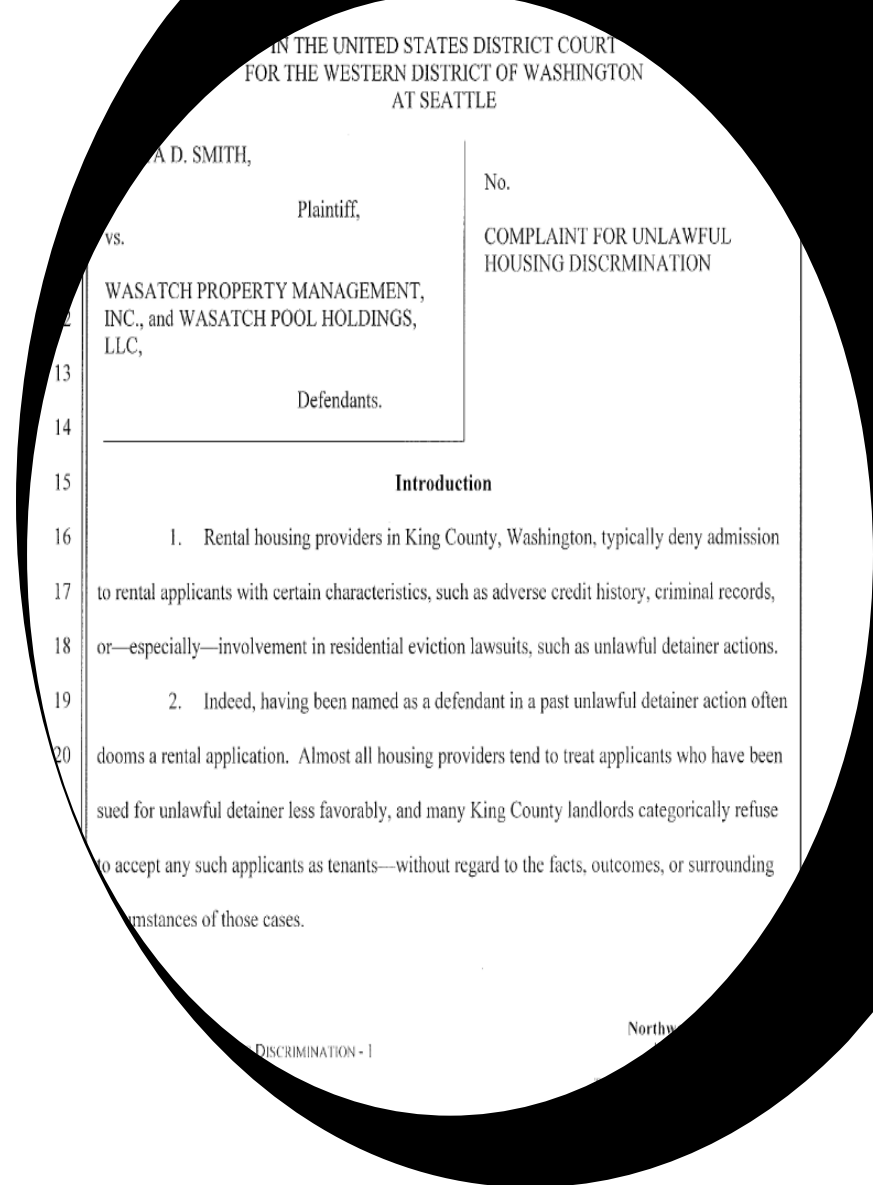 IN THE UNITED STATES DISTRICT COURT
FOR THE WESTERN DISTRICT OF WASHINGTON
AT SEATTLE
A D. SMITH,
Plaintiff,
vs.
WASATCH PROPERTY MANAGEMENT,
INC., and WASATCH POOL HOLDINGS,
LLC,
Defendants.
No.
COMPLAINT FOR UNLAWFUL
HOUSING DISCRMINATION
13
14
15 Introduction
16 1. Rental housing providers in King County, Washington, typically deny admission
17 to rental applicants with certain characteristics, such as adverse credit history, criminal records,
18 or—especially—involvement in residential eviction lawsuits, such as unlawful detainer actions.
19 2. Indeed, having been named as a defendant in a past unlawful detainer action often
20 dooms a rental application. Almost all housing providers tend to treat applicants who have been
sued for unlawful detainer less favorably, and many King County landlords categorically refuse
to accept any such applicants as tenants—without regard to the facts, outcomes, or surrounding
mstances of those cases.
DISCRIMINATION - 1
Northw